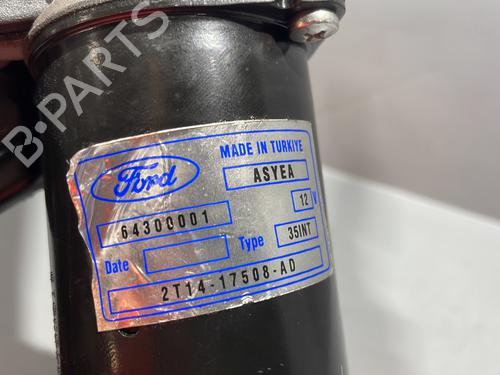 B-PARTS
Ford
MADE IN TURKIYE
ASYEA
64300001
12 V
Date
Type
35INT
2T14-17508-AD